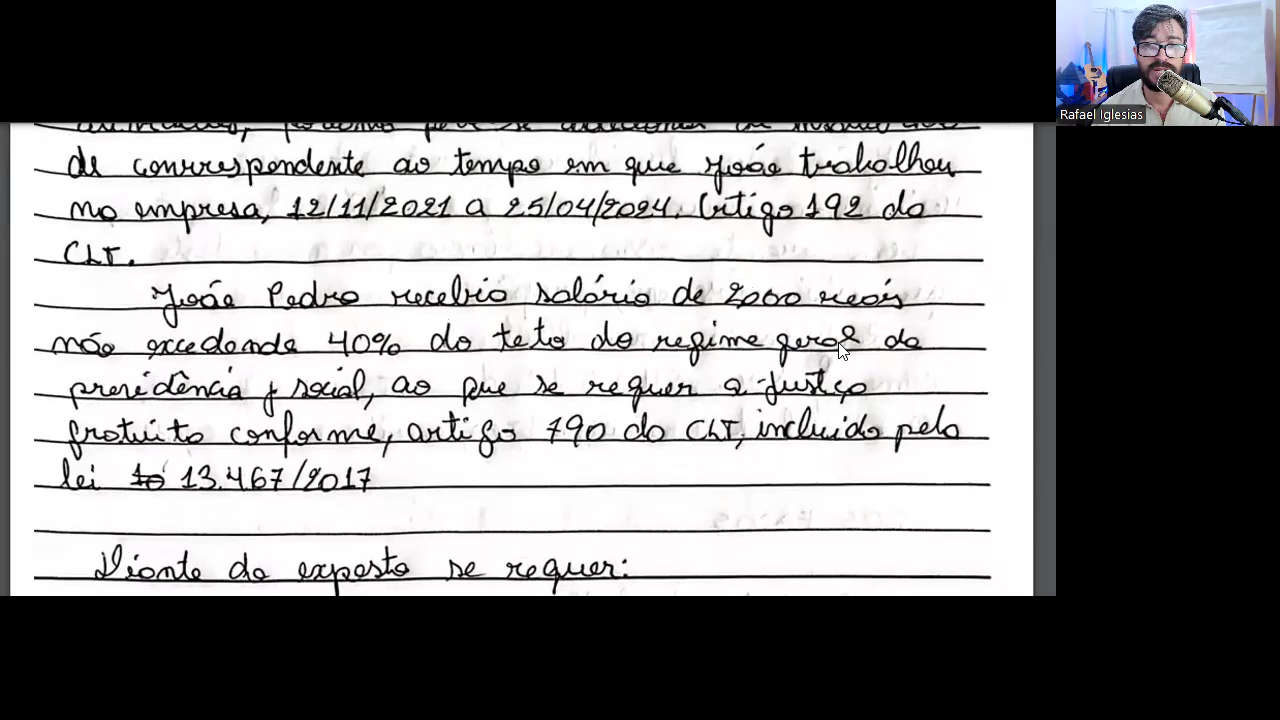 Rafael Iglesias
de conrrespondente ao tempo em que João trabalhou
na empresa, 12/11/2021 a 25/04/2024. Artigo 192 da
CLT.
João Pedro recebia salário de 2000 reais
não excedendo 40% do teto do regime geral da
previdência social, ao que se requer a justiça
gratuita conforme, artigo 790 da CLT, incluido pela
lei 13.467/2017
Diante do exposto se requer: